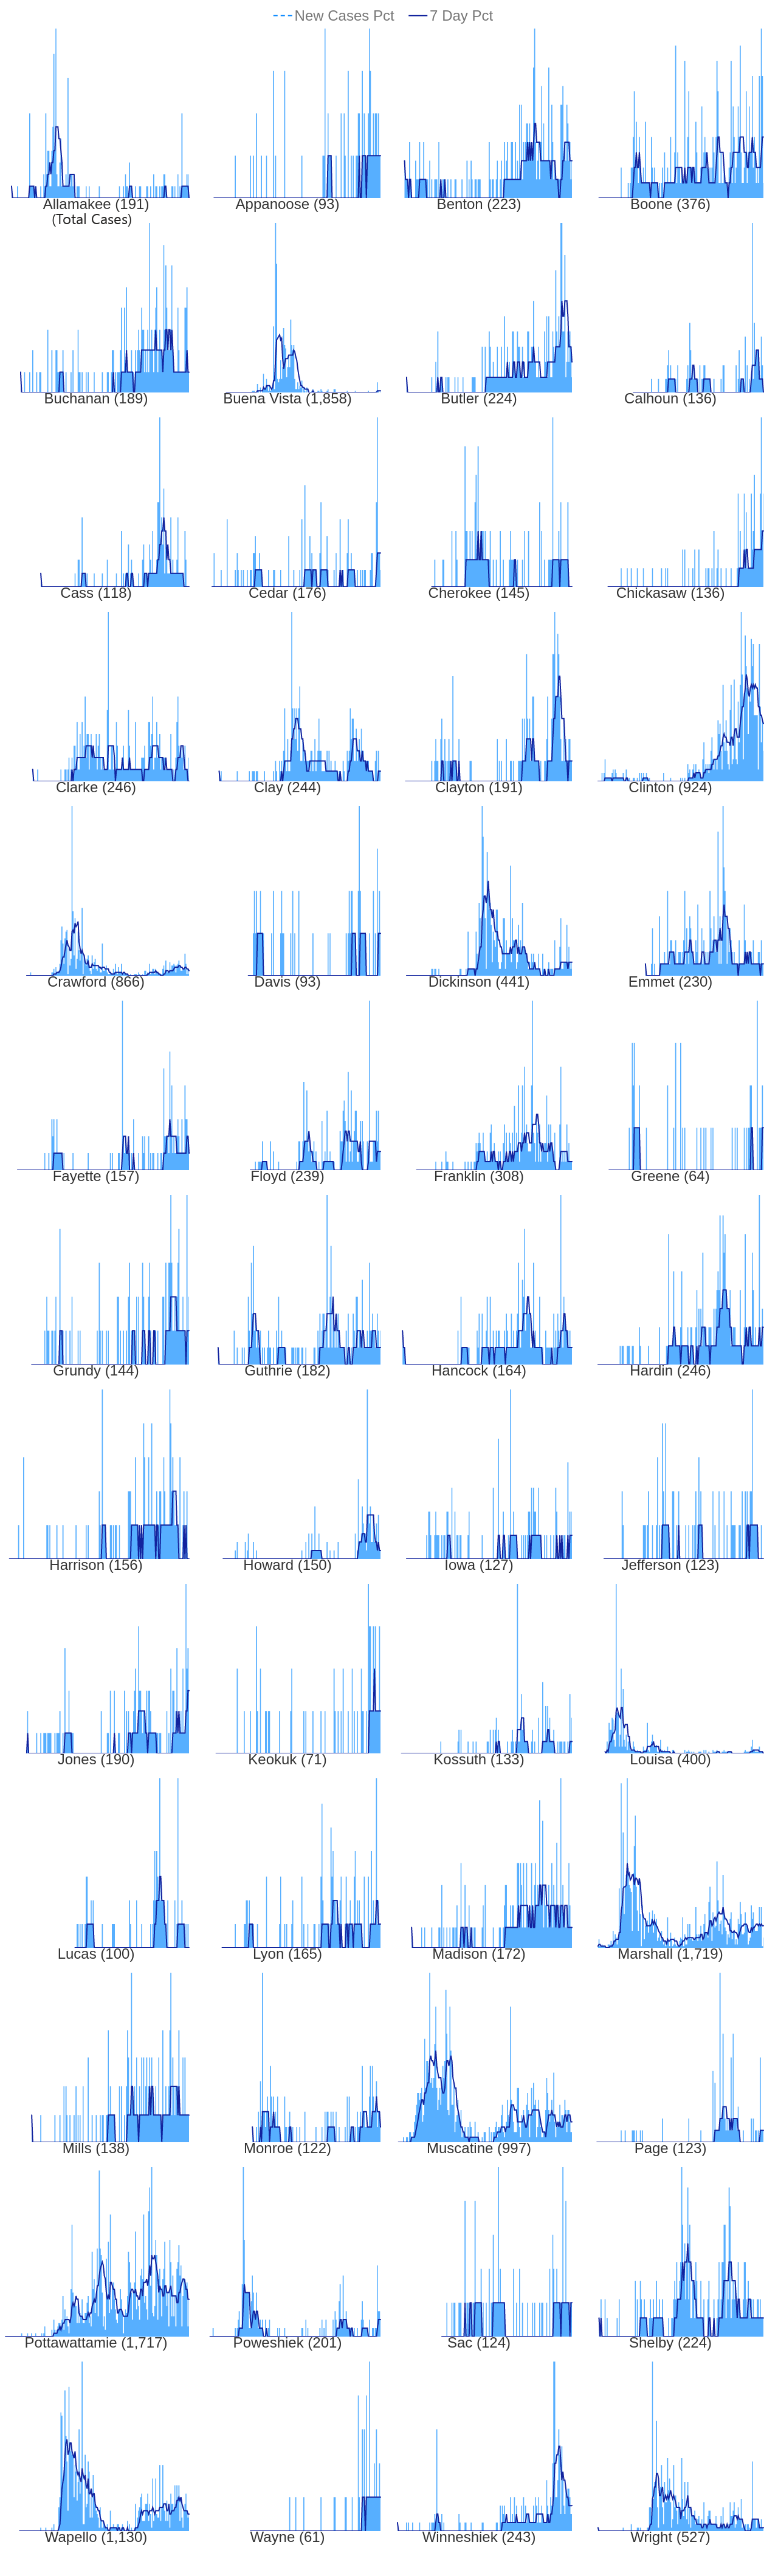 New Cases Pct 7 Day Pct
Allamakee (191) Appanoose (93) Benton (223) Boone (376)
(Total Cases)
Buchanan (189) Buena Vista (1,858) Butler (224) Calhoun (136)
Cass (118) Cedar (176) Cherokee (145) Chickasaw (136)
Clarke (246) Clay (244) Clayton (191) Clinton (924)
Crawford (866) Davis (93) Dickinson (441) Emmet (230)
Fayette (157) Floyd (239) Franklin (308) Greene (64)
Grundy (144) Guthrie (182) Hancock (164) Hardin (246)
Harrison (156) Howard (150) Iowa (127) Jefferson (123)
Jones (190) Keokuk (71) Kossuth (133) Louisa (400)
Lucas (100) Lyon (165) Madison (172) Marshall (1,719)
Mills (138) Monroe (122) Muscatine (997) Page (123)
Pottawattamie (1,717) Poweshiek (201) Sac (124) Shelby (224)
Wapello (1,130) Wayne (61) Winneshiek (243) Wright (527)